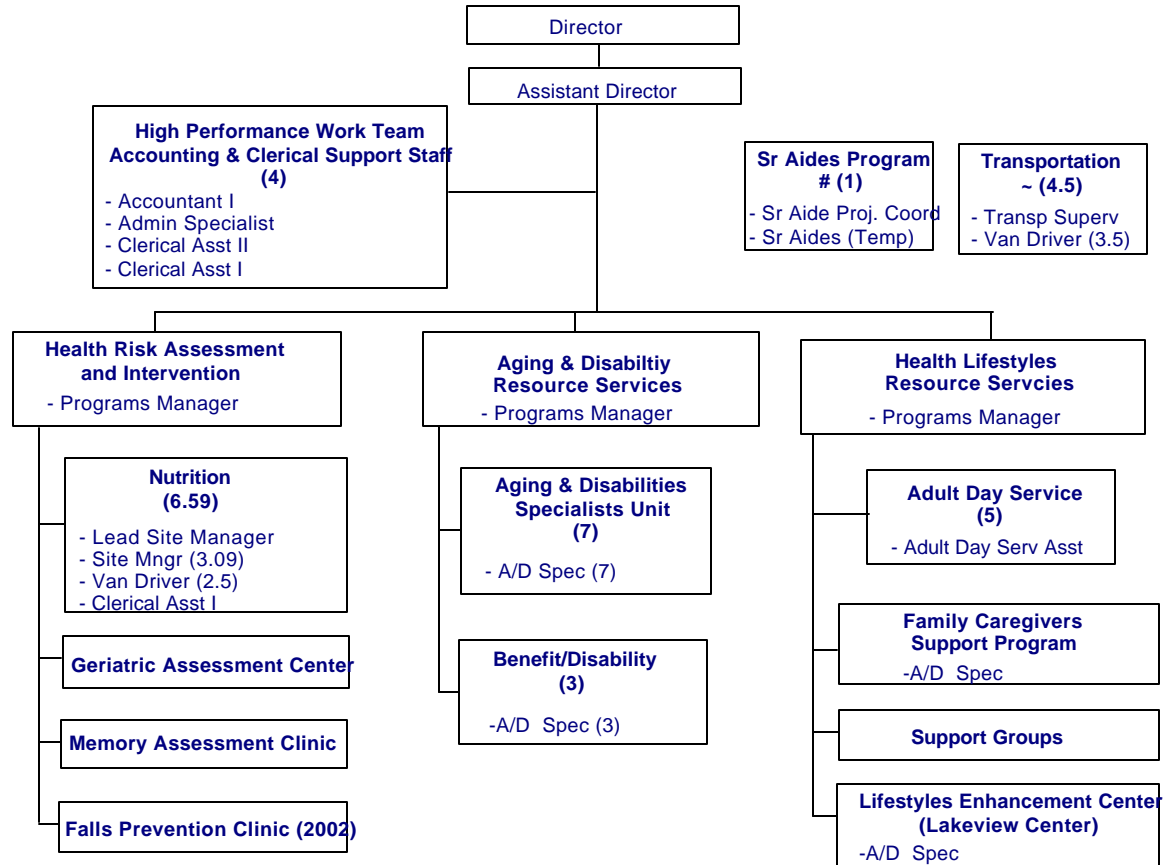 Director
Assistant Director
High Performance Work Team
Accounting & Clerical Support Staff
(4)
- Accountant I
- Admin Specialist
- Clerical Asst II
- Clerical Asst I
Sr Aides Program
# (1)
- Sr Aide Proj. Coord
- Sr Aides (Temp)
Transportation
~ (4.5)
- Transp Superv
- Van Driver (3.5)
Health Risk Assessment
and Intervention
- Programs Manager
Nutrition
(6.59)
- Lead Site Manager
- Site Mngr (3.09)
- Van Driver (2.5)
- Clerical Asst I
Geriatric Assessment Center
Memory Assessment Clinic
Falls Prevention Clinic (2002)
Aging & Disabiltiy
Resource Services
- Programs Manager
Aging & Disabilities
Specialists Unit
(7)
- A/D Spec (7)
Benefit/Disability
(3)
-A/D Spec (3)
Health Lifestyles
Resource Servcies
- Programs Manager
Adult Day Service
(5)
- Adult Day Serv Asst
Family Caregivers
Support Program
-A/D Spec
Support Groups
Lifestyles Enhancement Center
(Lakeview Center)
-A/D Spec